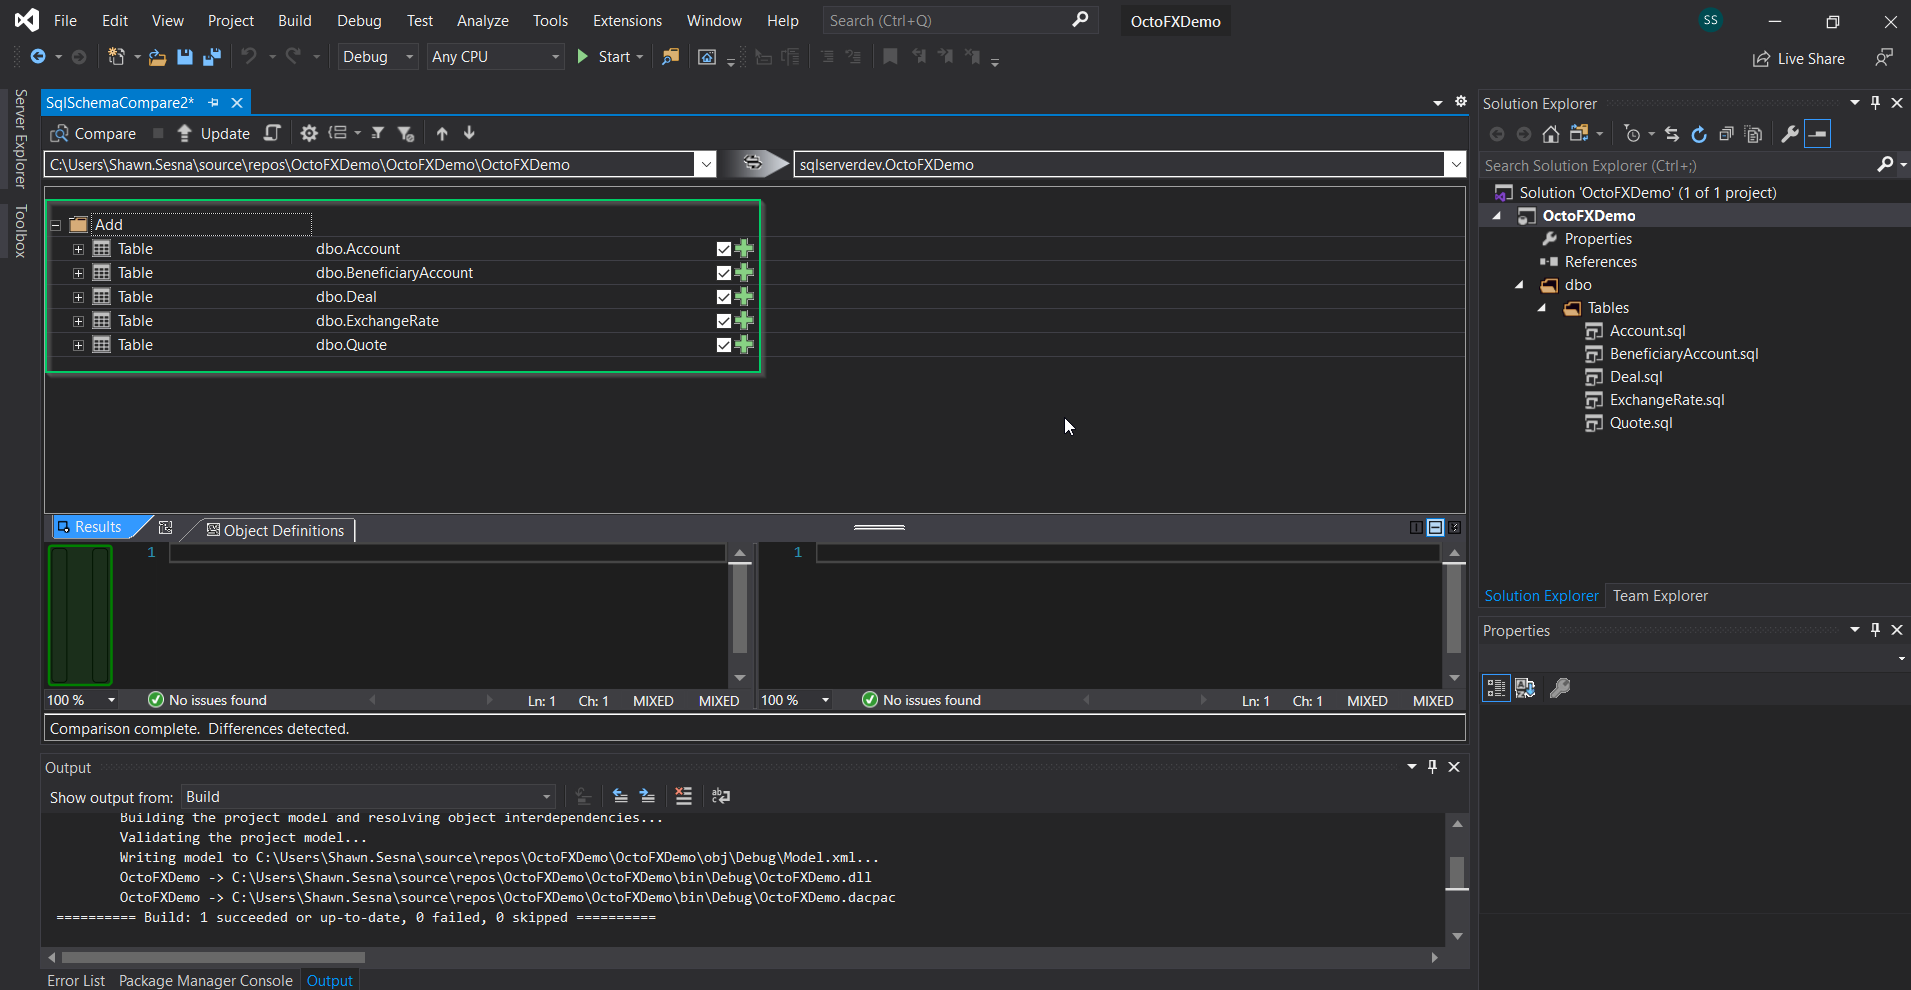 File Edit View Project Build Debug Test Analyze Tools Extensions Window Help Search (Ctrl+Q) OctoFXDemo SS
Debug Any CPU Start Live Share
Server Explorer
Toolbox
SqlSchemaCompare2*
Compare Update
C:\Users\Shawn.Sesna\source\repos\OctoFXDemo\OctoFXDemo\OctoFXDemo sqlserverdev.OctoFXDemo
Add
Table dbo.Account
Table dbo.BeneficiaryAccount
Table dbo.Deal
Table dbo.ExchangeRate
Table dbo.Quote
Results Object Definitions
1 1
100 % No issues found Ln: 1 Ch: 1 MIXED MIXED 100 % No issues found Ln: 1 Ch: 1 MIXED MIXED
Comparison complete. Differences detected.
Output
Show output from: Build
Building the project model and resolving object interdependencies...
Validating the project model...
Writing model to C:\Users\Shawn.Sesna\source\repos\OctoFXDemo\OctoFXDemo\obj\Debug\Model.xml...
OctoFXDemo -> C:\Users\Shawn.Sesna\source\repos\OctoFXDemo\OctoFXDemo\bin\Debug\OctoFXDemo.dll
OctoFXDemo -> C:\Users\Shawn.Sesna\source\repos\OctoFXDemo\OctoFXDemo\bin\Debug\OctoFXDemo.dacpac
========== Build: 1 succeeded or up-to-date, 0 failed, 0 skipped ==========
Error List Package Manager Console Output
Solution Explorer
Search Solution Explorer (Ctrl+;)
Solution 'OctoFXDemo' (1 of 1 project)
OctoFXDemo
Properties
References
dbo
Tables
Account.sql
BeneficiaryAccount.sql
Deal.sql
ExchangeRate.sql
Quote.sql
Solution Explorer Team Explorer
Properties